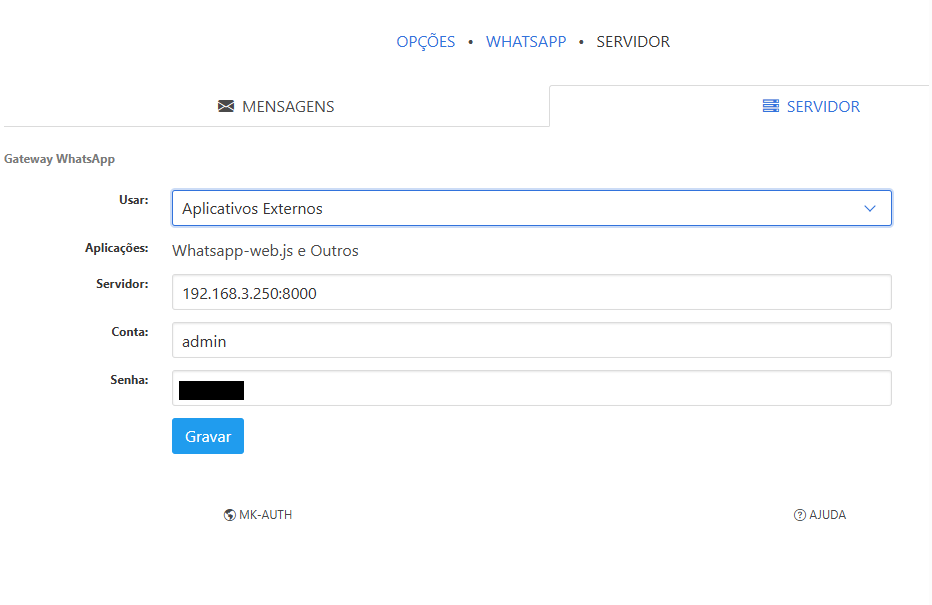 OPÇÕES • WHATSAPP • SERVIDOR
MENSAGENS
SERVIDOR
Gateway WhatsApp
Usar:
Aplicativos Externos
Aplicações:
Whatsapp-web.js e Outros
Servidor:
192.168.3.250:8000
Conta:
admin
Senha:
Gravar
MK-AUTH
AJUDA